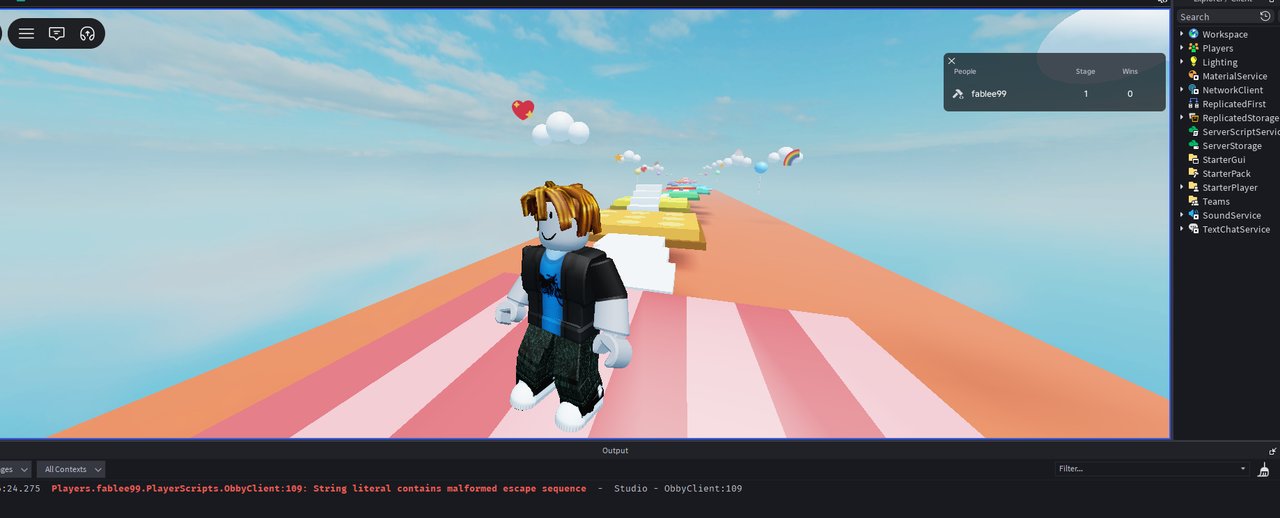 Search
Workspace
Players
Lighting
MaterialService
NetworkClient
ReplicatedFirst
ReplicatedStorage
ServerScriptServic
ServerStorage
StarterGui
StarterPack
StarterPlayer
Teams
SoundService
TextChatService
People Stage Wins
fablee99 1 0
Output
All Contexts
Filter...
:24.275 Players.fablee99.PlayerScripts.ObbyClient:109: String literal contains malformed escape sequence - Studio - ObbyClient:109